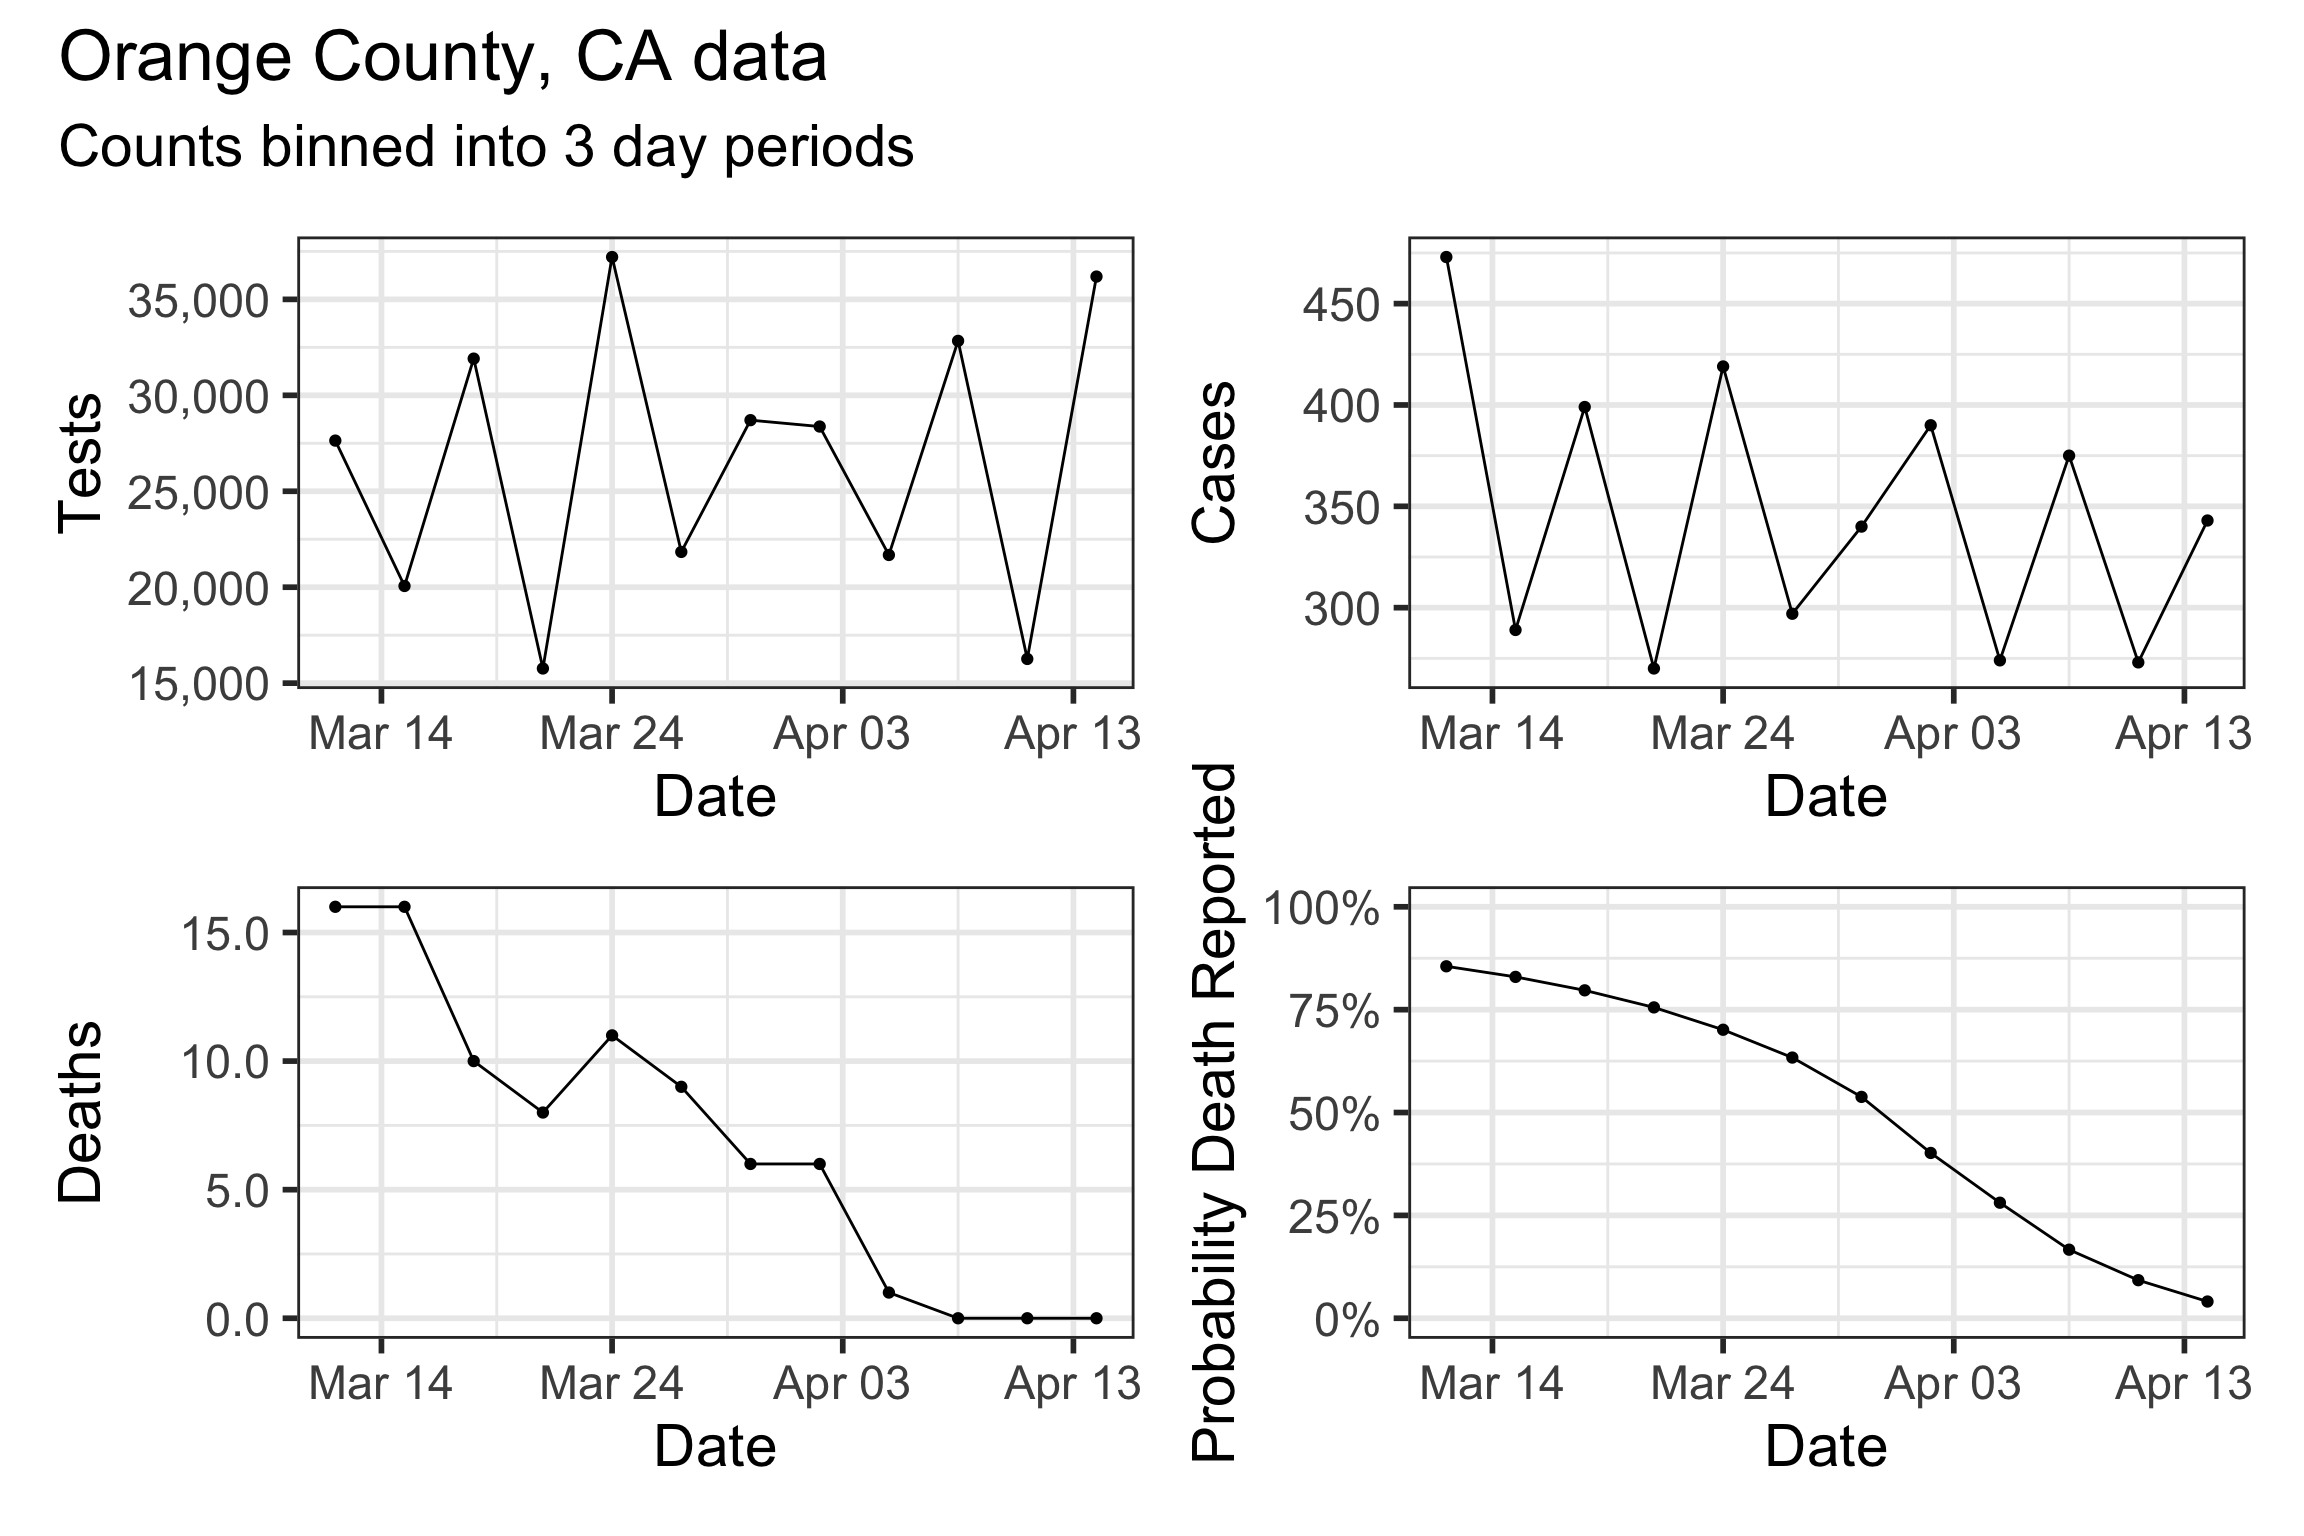 Orange County, CA data
Counts binned into 3 day periods
Tests
35,000
30,000
25,000
20,000
15,000
Mar 14 Mar 24 Apr 03 Apr 13
Date
Cases
450
400
350
300
Mar 14 Mar 24 Apr 03 Apr 13
Date
Deaths
15.0
10.0
5.0
0.0
Mar 14 Mar 24 Apr 03 Apr 13
Date
Probability Death Reported
100%
75%
50%
25%
0%
Mar 14 Mar 24 Apr 03 Apr 13
Date